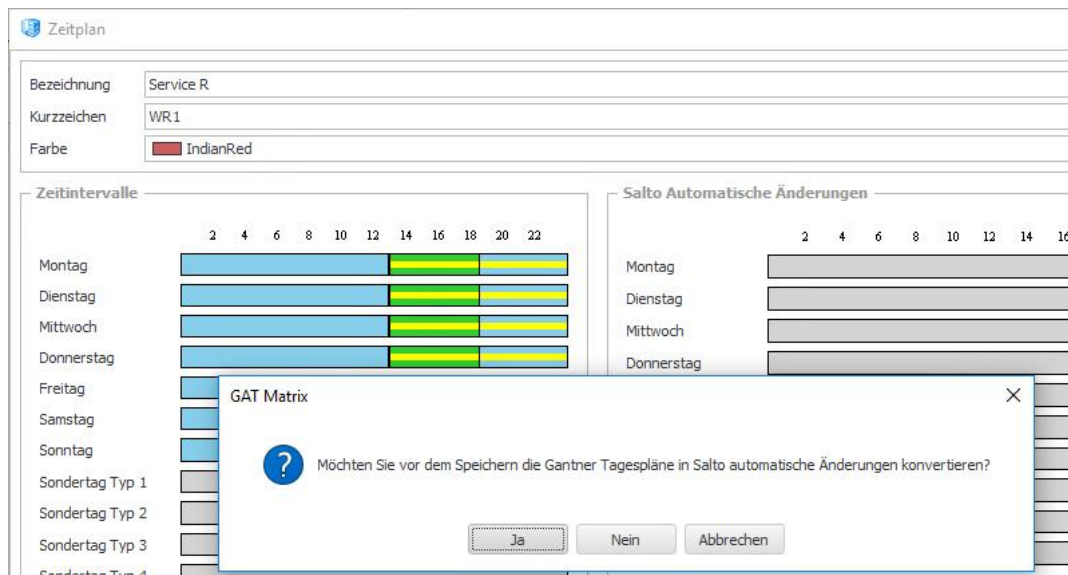 Zeitplan
Bezeichnung Service R
Kurzzeichen WR1
Farbe IndianRed
Zeitintervalle
2 4 6 8 10 12 14 16 18 20 22
Montag
Dienstag
Mittwoch
Donnerstag
Freitag
Samstag
Sonntag
Sondertag Typ 1
Sondertag Typ 2
Sondertag Typ 3
Sondertag Typ 4
Salto Automatische Änderungen
2 4 6 8 10 12 14 16
Montag
Dienstag
Mittwoch
Donnerstag
GAT Matrix
Möchten Sie vor dem Speichern die Gantner Tagespläne in Salto automatische Änderungen konvertieren?
Ja Nein Abbrechen